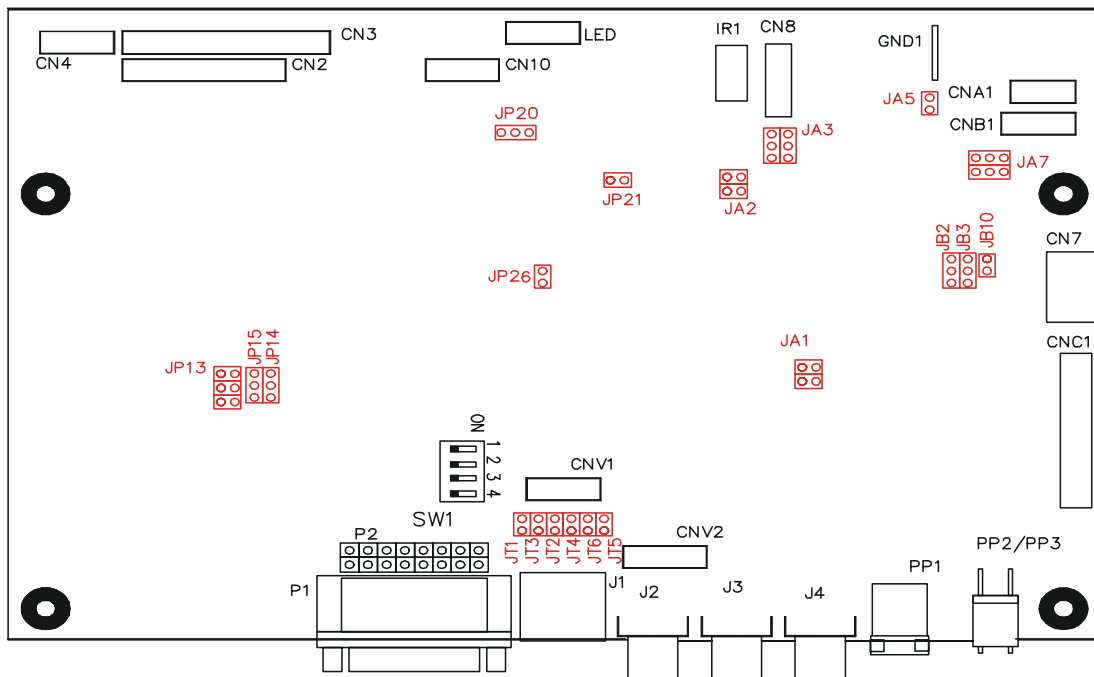 CN4
CN3
CN2
LED
CN10
IR1
CN8
GND1
CNA1
CNB1
JA5
JP20
JA3
JA7
JP21
JA2
JB2
JB3
JB10
CN7
JP26
JP13
JP15
JP14
JA1
CNC1
ON
1
2
3
4
SW1
CNV1
CNV2
JT1
JT3
JT2
JT4
JT6
JT5
P2
P1
J1
J2
J3
J4
PP1
PP2/PP3